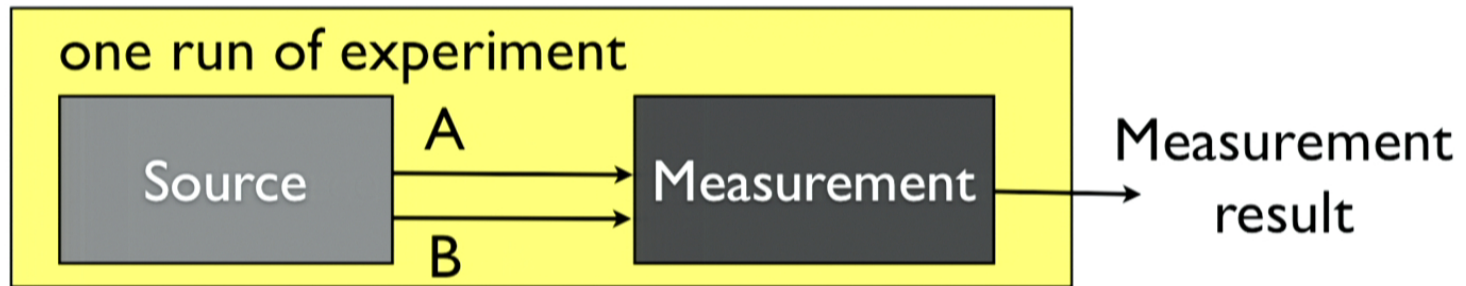 one run of experiment
A
Source
Measurement
Measurement
result
B